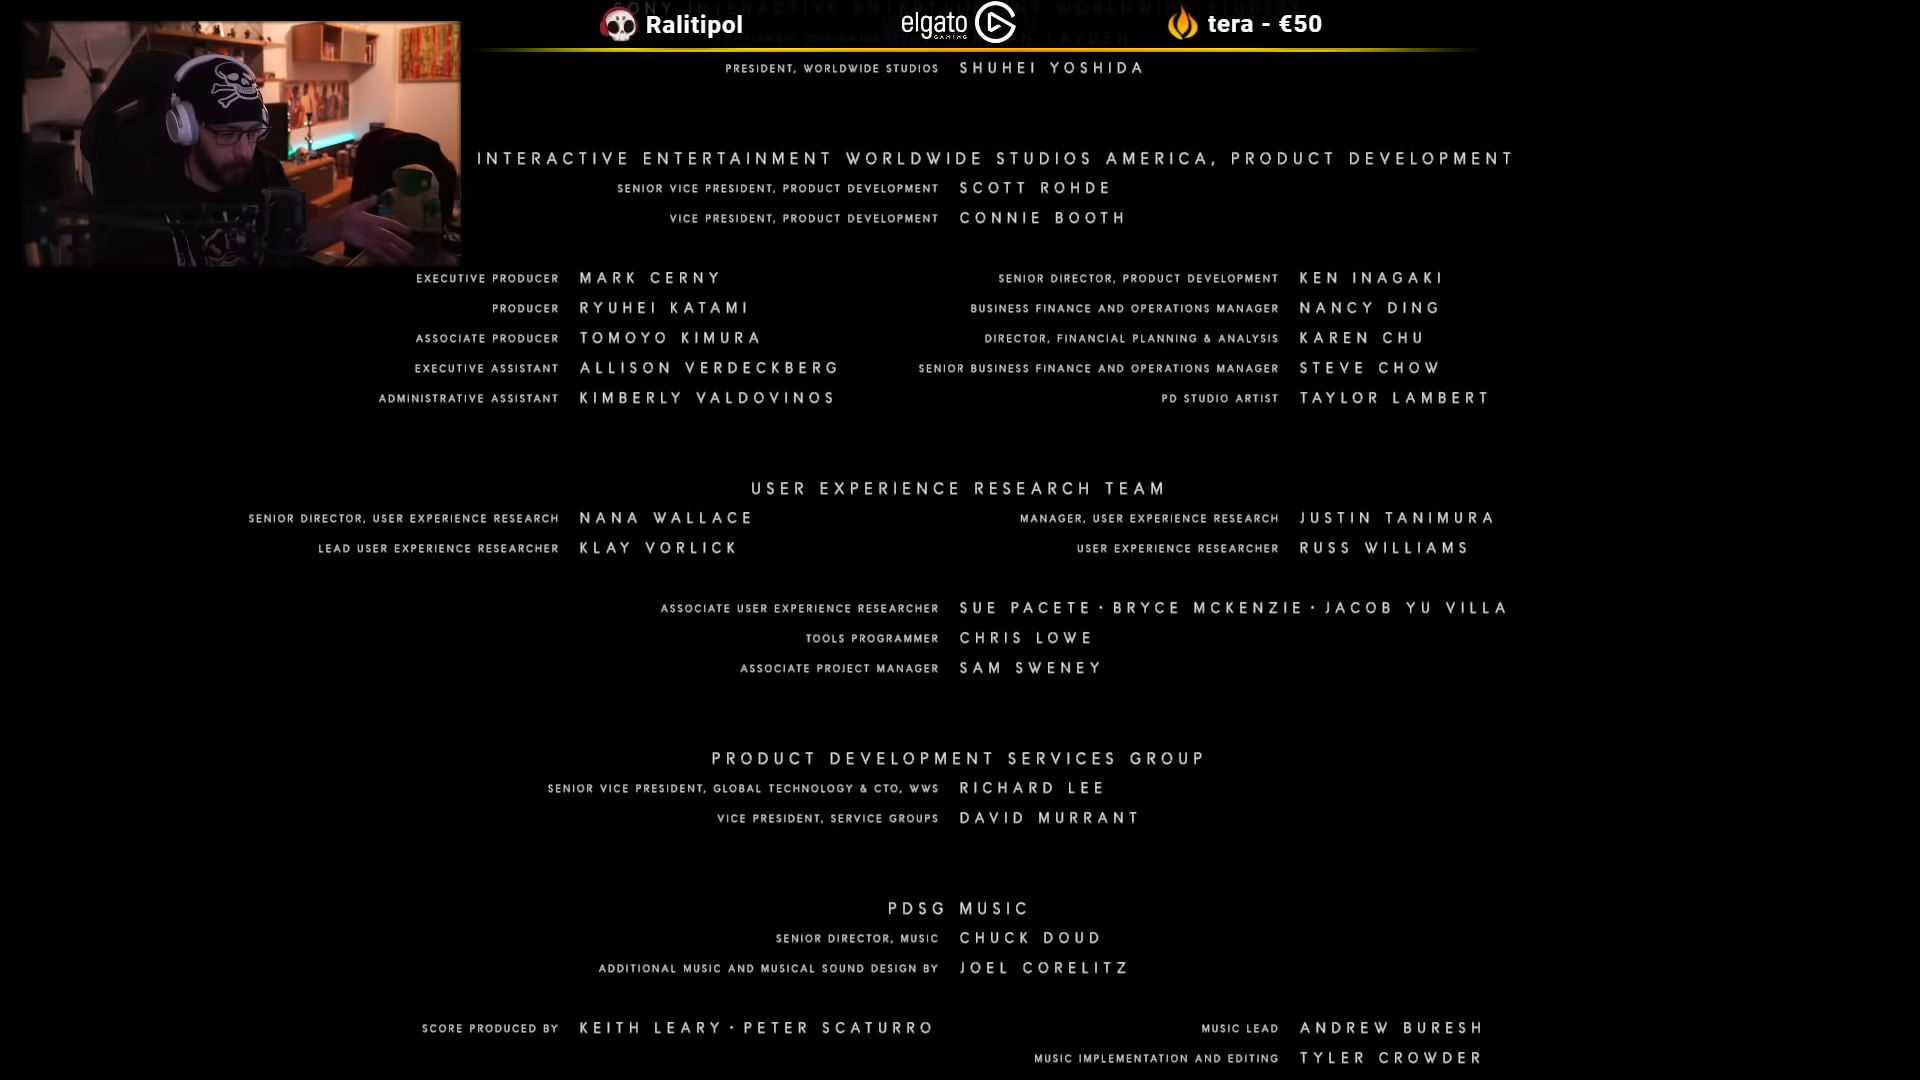 Ralitipol
elgato
GAMING
tera - €50
SONY INTERACTIVE ENTERTAINMENT WORLDWIDE STUDIOS
LAYDEN
PRESIDENT, WORLDWIDE STUDIOS SHUHEI YOSHIDA
INTERACTIVE ENTERTAINMENT WORLDWIDE STUDIOS AMERICA, PRODUCT DEVELOPMENT
SENIOR VICE PRESIDENT, PRODUCT DEVELOPMENT SCOTT ROHDE
VICE PRESIDENT, PRODUCT DEVELOPMENT CONNIE BOOTH
EXECUTIVE PRODUCER MARK CERNY
PRODUCER RYUHEI KATAMI
ASSOCIATE PRODUCER TOMOYO KIMURA
EXECUTIVE ASSISTANT ALLISON VERDECKBERG
ADMINISTRATIVE ASSISTANT KIMBERLY VALDOVINOS
SENIOR DIRECTOR, PRODUCT DEVELOPMENT KEN INAGAKI
BUSINESS FINANCE AND OPERATIONS MANAGER NANCY DING
DIRECTOR, FINANCIAL PLANNING & ANALYSIS KAREN CHU
SENIOR BUSINESS FINANCE AND OPERATIONS MANAGER STEVE CHOW
PD STUDIO ARTIST TAYLOR LAMBERT
USER EXPERIENCE RESEARCH TEAM
SENIOR DIRECTOR, USER EXPERIENCE RESEARCH NANA WALLACE
LEAD USER EXPERIENCE RESEARCHER KLAY VORLICK
MANAGER, USER EXPERIENCE RESEARCH JUSTIN TANIMURA
USER EXPERIENCE RESEARCHER RUSS WILLIAMS
ASSOCIATE USER EXPERIENCE RESEARCHER SUE PACETE · BRYCE MCKENZIE · JACOB YU VILLA
TOOLS PROGRAMMER CHRIS LOWE
ASSOCIATE PROJECT MANAGER SAM SWENEY
PRODUCT DEVELOPMENT SERVICES GROUP
SENIOR VICE PRESIDENT, GLOBAL TECHNOLOGY & CTO, WWS RICHARD LEE
VICE PRESIDENT, SERVICE GROUPS DAVID MURRANT
PDSG MUSIC
SENIOR DIRECTOR, MUSIC CHUCK DOUD
ADDITIONAL MUSIC AND MUSICAL SOUND DESIGN BY JOEL CORELITZ
SCORE PRODUCED BY KEITH LEARY · PETER SCATURRO
MUSIC LEAD ANDREW BURESH
MUSIC IMPLEMENTATION AND EDITING TYLER CROWDER